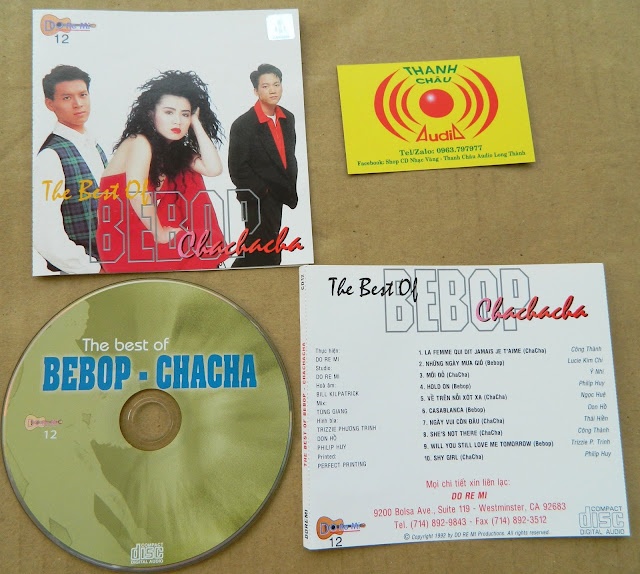 Do Re Mi
12
The Best Of
BEBOP
Chachacha
THANH
CHÂU
AudiA
Tel/Zalo: 0963.797977
Facebook: Shop CD Nhạc Vàng - Thanh Châu Audio Long Thành
The best of
BEBOP - CHACHA
12
COMPACT
disc
DIGITAL AUDIO
The Best Of
BEBOP
Chachacha
THE BEST OF BEBOP - CHACHACHA
DOREMI
Thực hiện:
DO RE MI
Studio:
DO RE MI
Hoà âm:
BILL KILPATRICK
Mix:
TÙNG GIANG
Hình bìa:
TRIZZIE PHƯƠNG TRINH
DON HỒ
PHILIP HUY
Printed:
PERFECT PRINTING
1. LA FEMME QUI DIT JAMAIS JE T'AIME (ChaCha) Công Thành
2. NHỮNG NGÀY MƯA GIÓ (Bebop) Lucie Kim Chi
3. MÔI ĐỎ (ChaCha) Ý Nhi
4. HOLD ON (Bebop) Philip Huy
5. VỀ TRÊN NỖI XÓT XA (ChaCha) Ngọc Huệ
6. CASABLANCA (Bebop) Don Hồ
7. NGÀY VUI CÒN ĐÂU (ChaCha) Thái Hiền
8. SHE'S NOT THERE (ChaCha) Công Thành
9. WILL YOU STILL LOVE ME TOMORROW (Bebop) Trizzie P. Trinh
10. SHY GIRL (ChaCha) Philip Huy
Mọi chi tiết xin liên lạc:
DO RE MI
9200 Bolsa Ave., Suite 119 - Westminster, CA 92683
Tel. (714) 892-9843 - Fax (714) 892-3512
© Copyright 1992 by DO RE MI Productions. All rights reserved.
Do Re Mi
12
COMPACT
disc
DIGITAL AUDIO